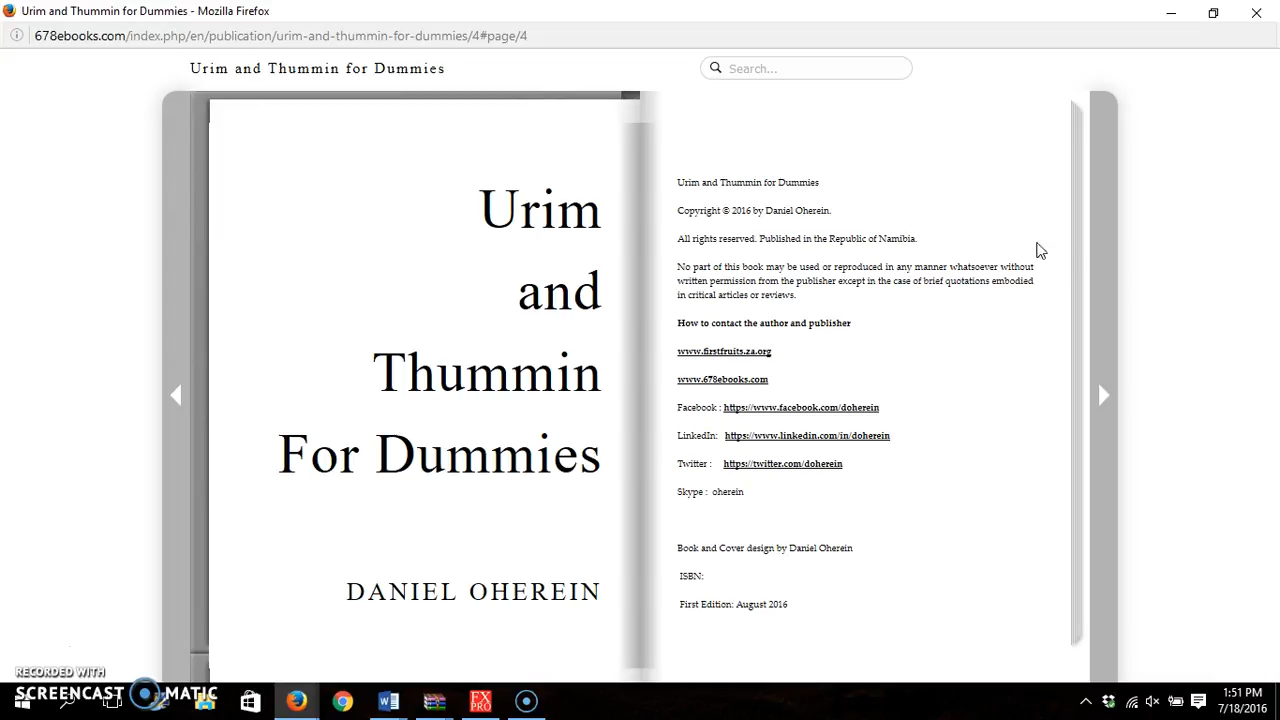 Urim and Thummin for Dummies - Mozilla Firefox
678ebooks.com/index.php/en/publication/urim-and-thummin-for-dummies/4#page/4
Urim and Thummin for Dummies
Search...
Urim
and
Thummin
For Dummies
DANIEL OHEREIN
Urim and Thummin for Dummies
Copyright © 2016 by Daniel Oherein.
All rights reserved. Published in the Republic of Namibia.
No part of this book may be used or reproduced in any manner whatsoever without
written permission from the publisher except in the case of brief quotations embodied
in critical articles or reviews.
How to contact the author and publisher
www.firstfruits.za.org
www.678ebooks.com
Facebook : https://www.facebook.com/doherein
LinkedIn: https://www.linkedin.com/in/doherein
Twitter : https://twitter.com/doherein
Skype : oherein
Book and Cover design by Daniel Oherein
ISBN:
First Edition: August 2016
RECORDED WITH
SCREENCAST MATIC
FX
PRO
1:51 PM
7/18/2016